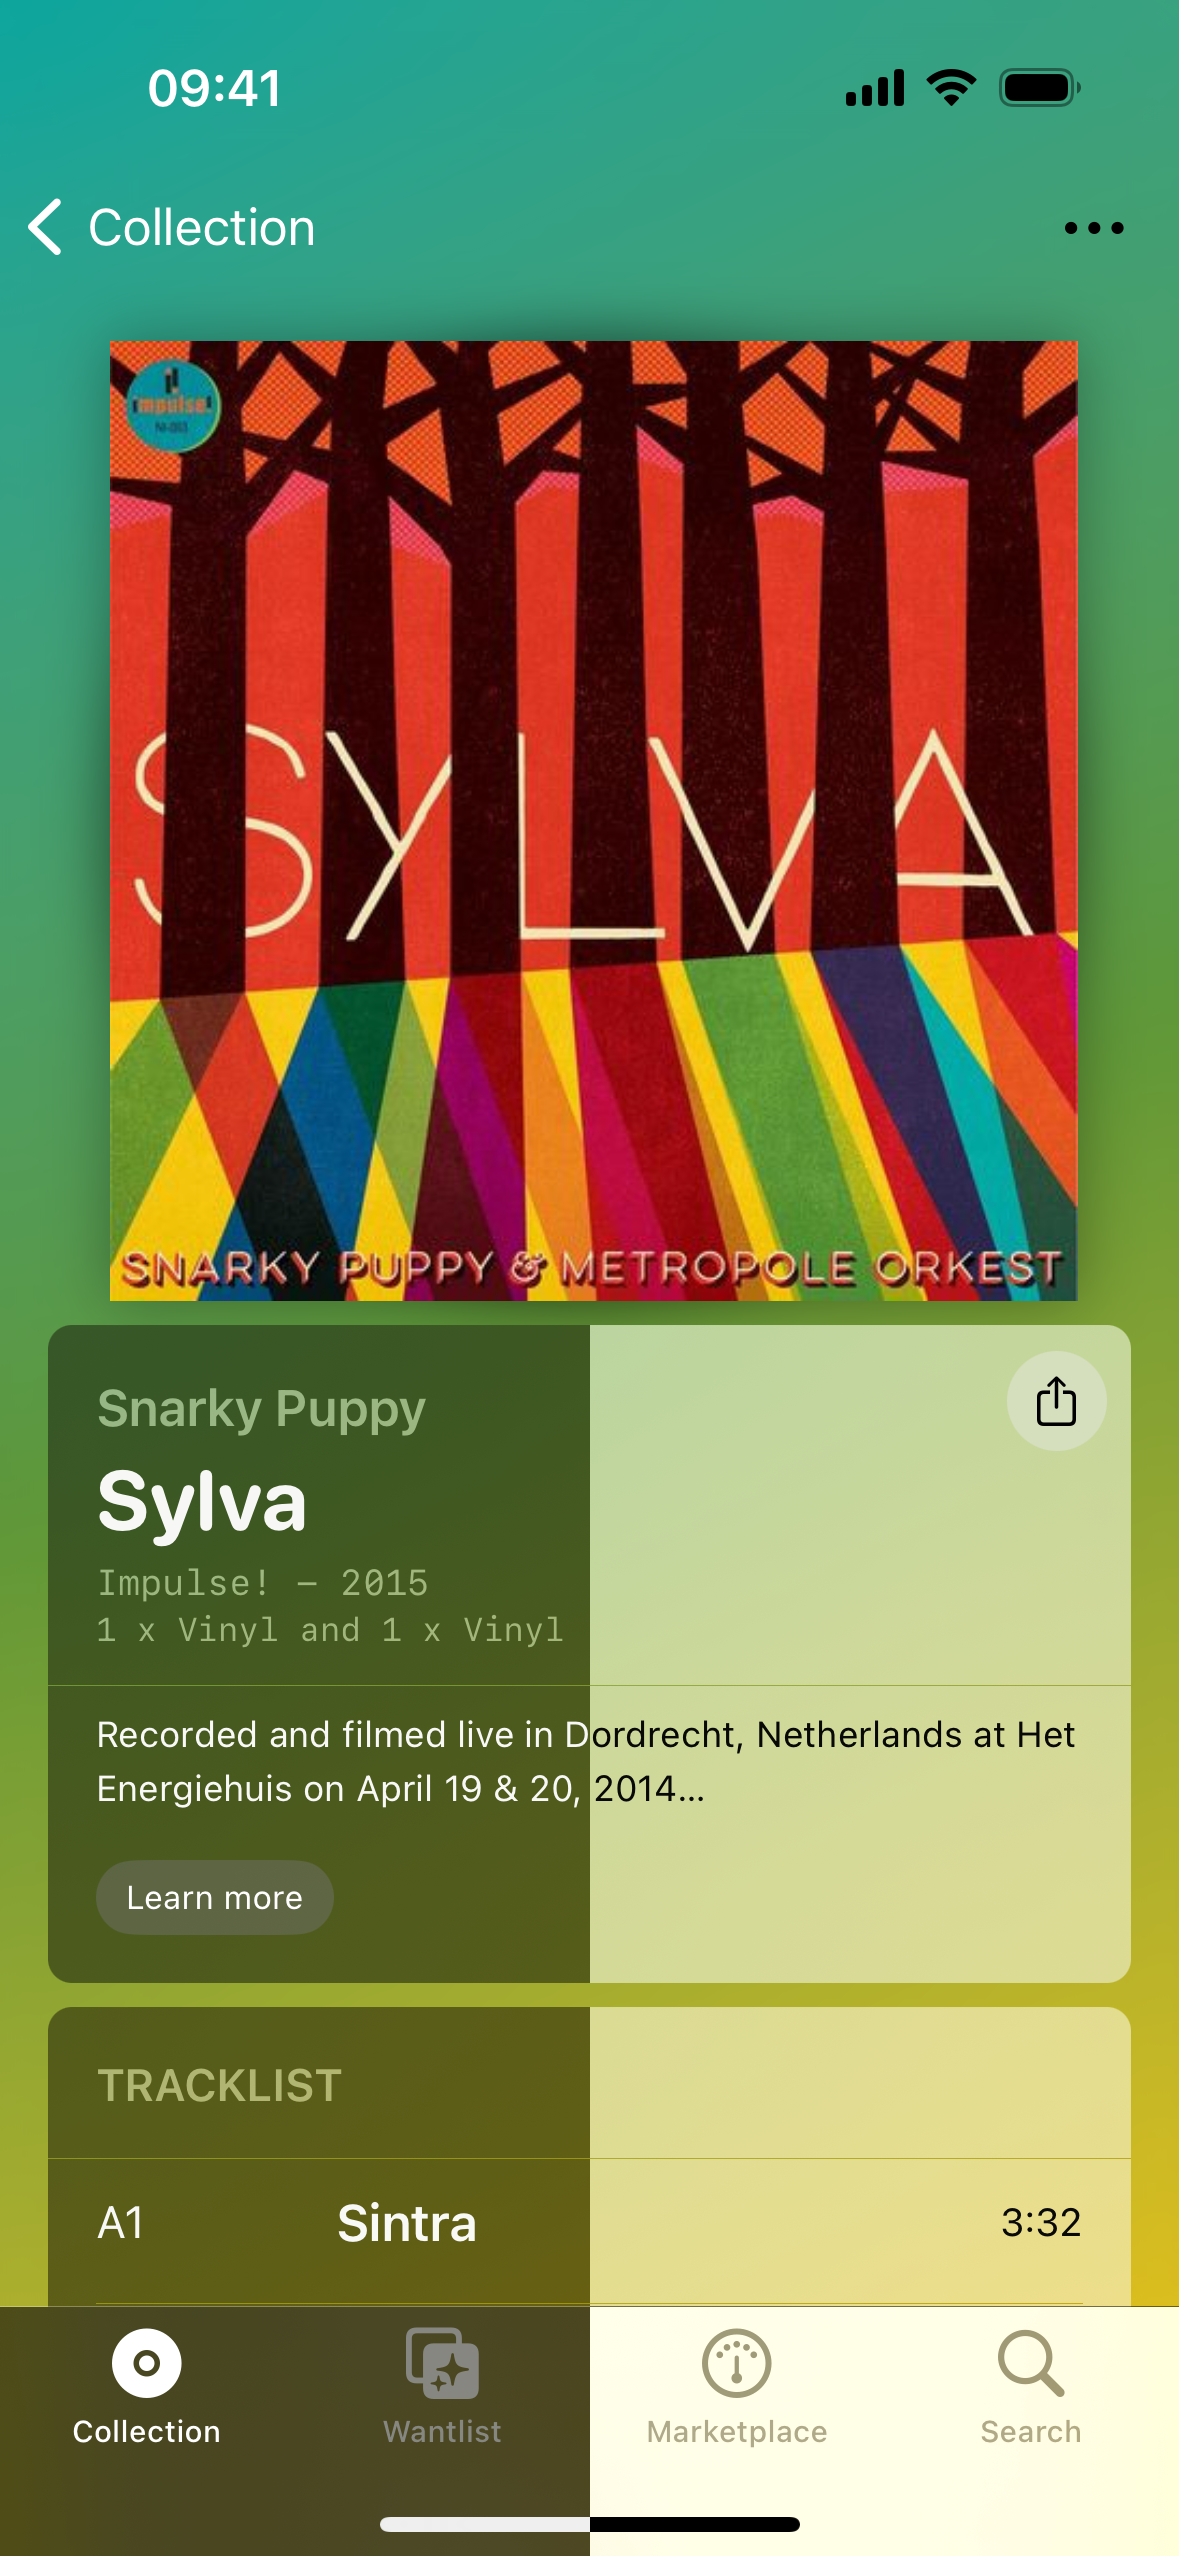 09:41
Collection
impulse!
SYLVA
SNARKY PUPPY & METROPOLE ORKEST
Snarky Puppy
Sylva
Impulse! – 2015
1 x Vinyl and 1 x Vinyl
Recorded and filmed live in Dordrecht, Netherlands at Het
Energiehuis on April 19 & 20, 2014...
Learn more
TRACKLIST
A1 Sintra 3:32
Collection Wantlist Marketplace Search